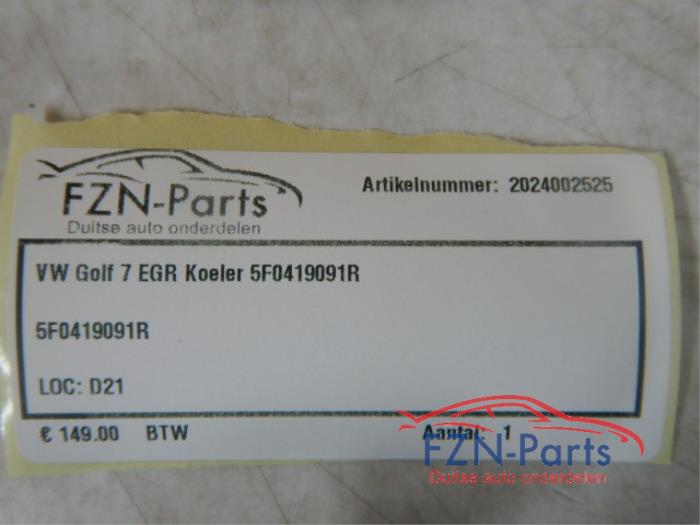 FZN-Parts
Duitse auto onderdelen
Artikelnummer: 2024002525
VW Golf 7 EGR Koeler 5F0419091R
5F0419091R
LOC: D21
€ 149.00 BTW
Aantal: 1
FZN-Parts
Duitse auto onderdelen